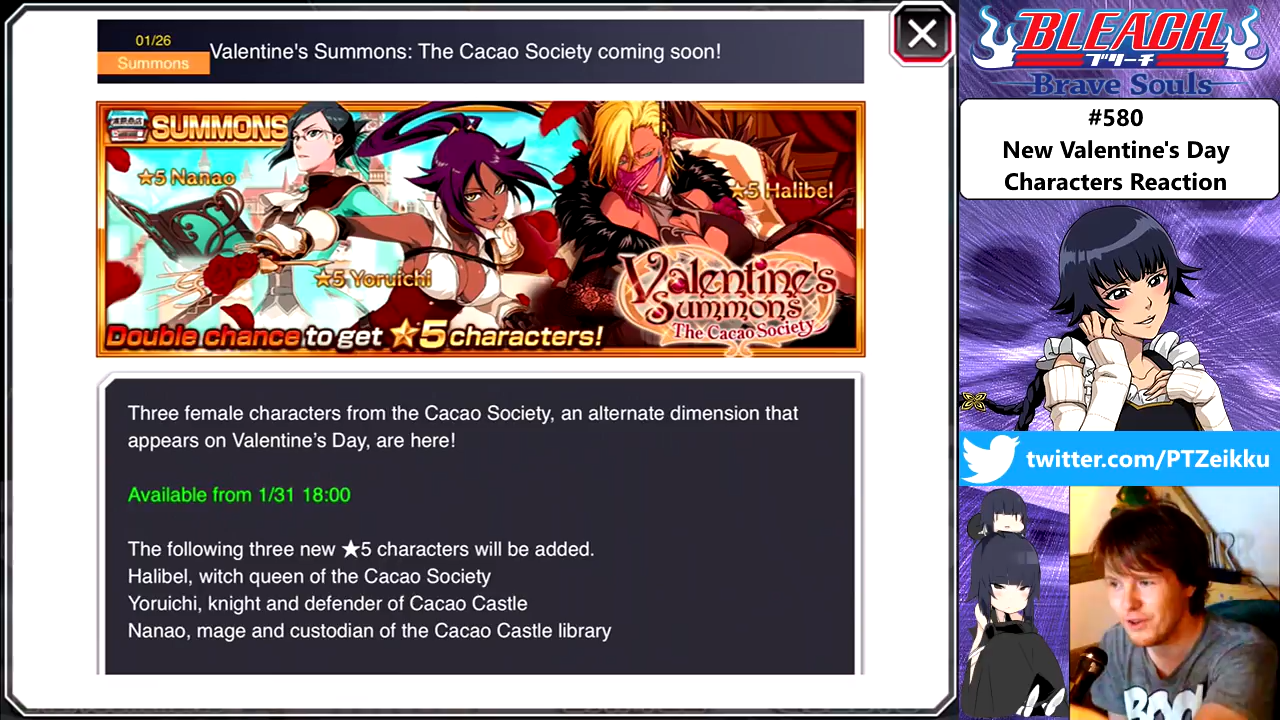 01/26
Summons
Valentine's Summons: The Cacao Society coming soon!
SUMMONS
★5 Nanao
★5 Halibel
★5 Yoruichi
Valentine's
Summons
The Cacao Society
Double chance to get ★5 characters!
Three female characters from the Cacao Society, an alternate dimension that
appears on Valentine's Day, are here!
Available from 1/31 18:00
The following three new ★5 characters will be added.
Halibel, witch queen of the Cacao Society
Yoruichi, knight and defender of Cacao Castle
Nanao, mage and custodian of the Cacao Castle library
BLEACH
ブリーチ
Brave Souls
#580
New Valentine's Day
Characters Reaction
twitter.com/PTZeikku